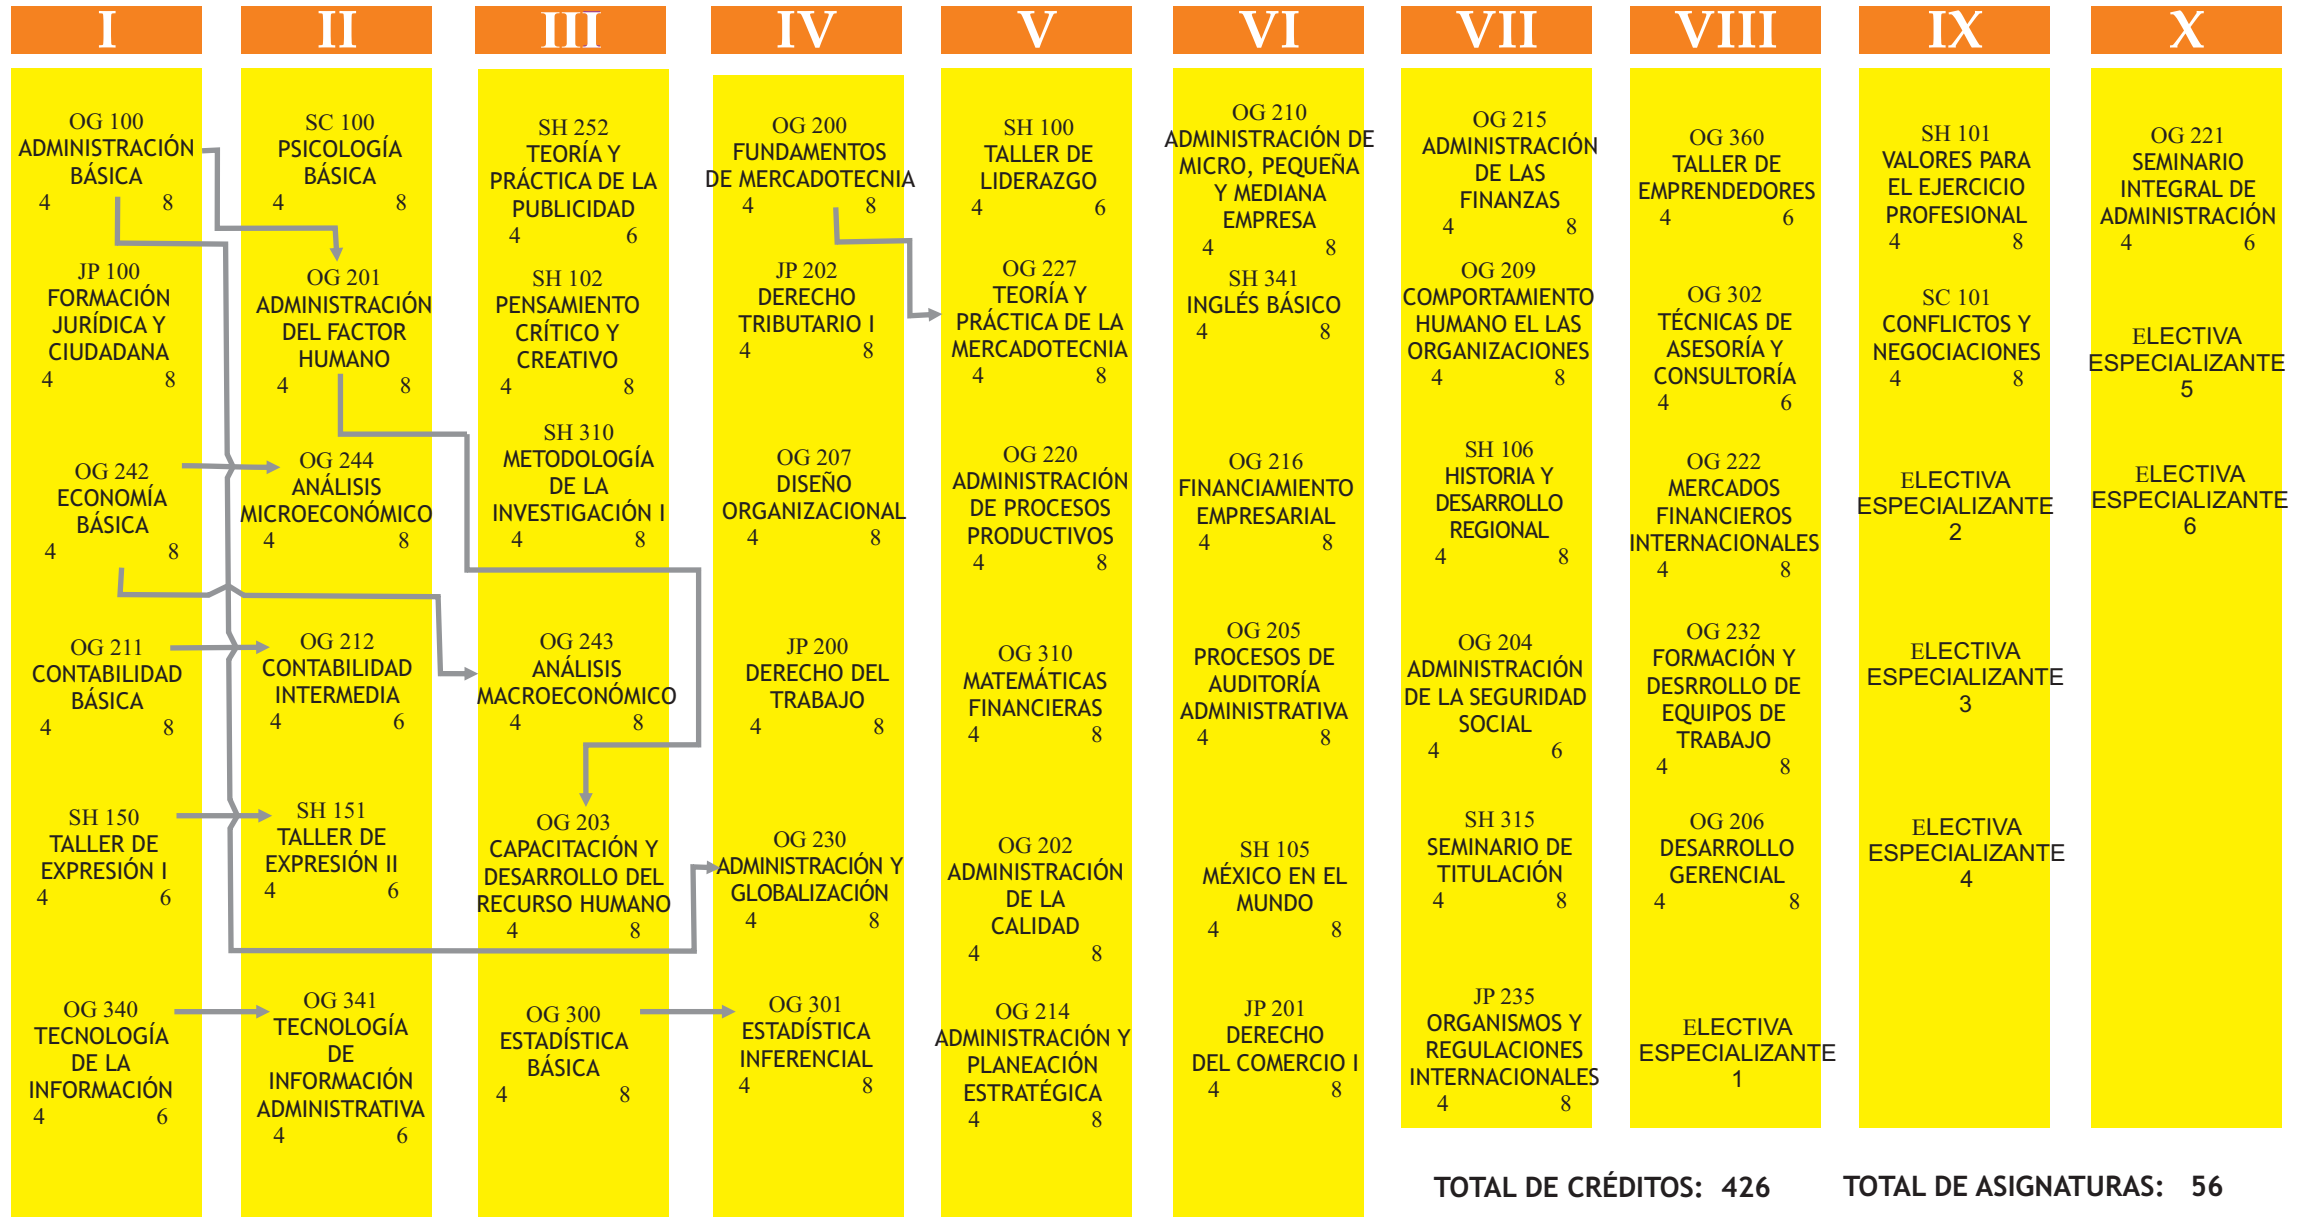 I
II
III
IV
V
VI
VII
VIII
IX
X
OG 100
ADMINISTRACIÓN
BÁSICA
4 8
JP 100
FORMACIÓN
JURÍDICA Y
CIUDADANA
4 8
OG 242
ECONOMÍA
BÁSICA
4 8
OG 211
CONTABILIDAD
BÁSICA
4 8
SH 150
TALLER DE
EXPRESIÓN I
4 6
OG 340
TECNOLOGÍA
DE LA
INFORMACIÓN
4 6
SC 100
PSICOLOGÍA
BÁSICA
4 8
OG 201
ADMINISTRACIÓN
DEL FACTOR
HUMANO
4 8
OG 244
ANÁLISIS
MICROECONÓMICO
4 8
OG 212
CONTABILIDAD
INTERMEDIA
4 6
SH 151
TALLER DE
EXPRESIÓN II
4 6
OG 341
TECNOLOGÍA
DE
INFORMACIÓN
ADMINISTRATIVA
4 6
SH 252
TEORÍA Y
PRÁCTICA DE LA
PUBLICIDAD
4 6
SH 102
PENSAMIENTO
CRÍTICO Y
CREATIVO
4 8
SH 310
METODOLOGÍA
DE LA
INVESTIGACIÓN I
4 8
OG 243
ANÁLISIS
MACROECONÓMICO
4 8
OG 203
CAPACITACIÓN Y
DESARROLLO DEL
RECURSO HUMANO
4 8
OG 300
ESTADÍSTICA
BÁSICA
4 8
OG 200
FUNDAMENTOS
DE MERCADOTECNIA
4 8
JP 202
DERECHO
TRIBUTARIO I
4 8
OG 207
DISEÑO
ORGANIZACIONAL
4 8
JP 200
DERECHO DEL
TRABAJO
4 8
OG 230
ADMINISTRACIÓN Y
GLOBALIZACIÓN
4 8
OG 301
ESTADÍSTICA
INFERENCIAL
4 8
SH 100
TALLER DE
LIDERAZGO
4 6
OG 227
TEORÍA Y
PRÁCTICA DE LA
MERCADOTECNIA
4 8
OG 220
ADMINISTRACIÓN
DE PROCESOS
PRODUCTIVOS
4 8
OG 310
MATEMÁTICAS
FINANCIERAS
4 8
OG 202
ADMINISTRACIÓN
DE LA
CALIDAD
4 8
OG 214
ADMINISTRACIÓN Y
PLANEACIÓN
ESTRATÉGICA
4 8
OG 210
ADMINISTRACIÓN DE
MICRO, PEQUEÑA
Y MEDIANA
EMPRESA
4 8
SH 341
INGLÉS BÁSICO
4 8
OG 216
FINANCIAMIENTO
EMPRESARIAL
4 8
OG 205
PROCESOS DE
AUDITORÍA
ADMINISTRATIVA
4 8
SH 105
MÉXICO EN EL
MUNDO
4 8
JP 201
DERECHO
DEL COMERCIO I
4 8
OG 215
ADMINISTRACIÓN
DE LAS
FINANZAS
4 8
OG 209
COMPORTAMIENTO
HUMANO EL LAS
ORGANIZACIONES
4 8
SH 106
HISTORIA Y
DESARROLLO
REGIONAL
4 8
OG 204
ADMINISTRACIÓN
DE LA SEGURIDAD
SOCIAL
4 6
SH 315
SEMINARIO DE
TITULACIÓN
4 8
JP 235
ORGANISMOS Y
REGULACIONES
INTERNACIONALES
4 8
OG 360
TALLER DE
EMPRENDEDORES
4 6
OG 302
TÉCNICAS DE
ASESORÍA Y
CONSULTORÍA
4 6
OG 222
MERCADOS
FINANCIEROS
INTERNACIONALES
4 8
OG 232
FORMACIÓN Y
DESRROLLO DE
EQUIPOS DE
TRABAJO
4 8
OG 206
DESARROLLO
GERENCIAL
4 8
ELECTIVA
ESPECIALIZANTE
1
SH 101
VALORES PARA
EL EJERCICIO
PROFESIONAL
4 8
SC 101
CONFLICTOS Y
NEGOCIACIONES
4 8
ELECTIVA
ESPECIALIZANTE
2
ELECTIVA
ESPECIALIZANTE
3
ELECTIVA
ESPECIALIZANTE
4
OG 221
SEMINARIO
INTEGRAL DE
ADMINISTRACIÓN
4 6
ELECTIVA
ESPECIALIZANTE
5
ELECTIVA
ESPECIALIZANTE
6
TOTAL DE CRÉDITOS: 426
TOTAL DE ASIGNATURAS: 56